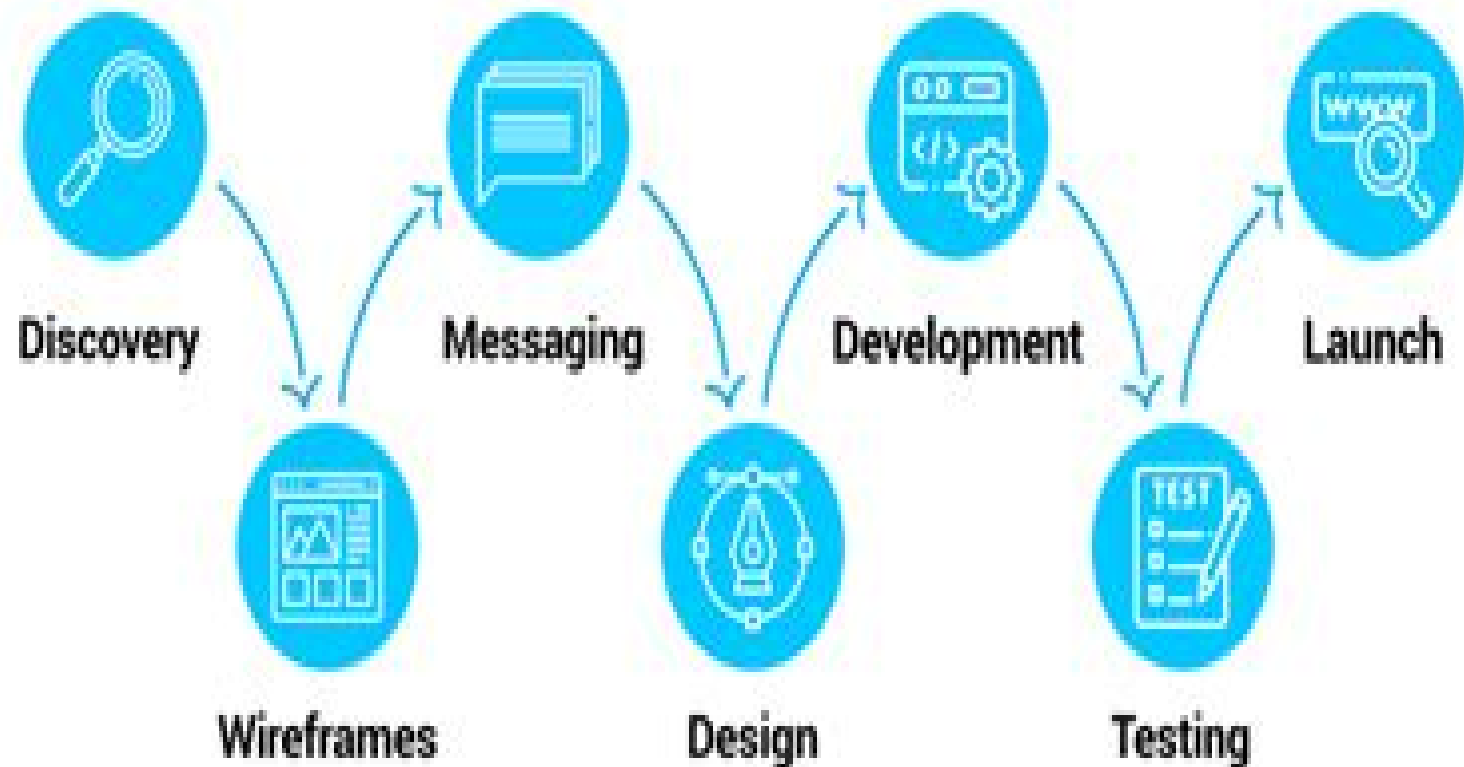 www
Discovery
Messaging
Development
Launch
TEST
Wireframes
Design
Testing